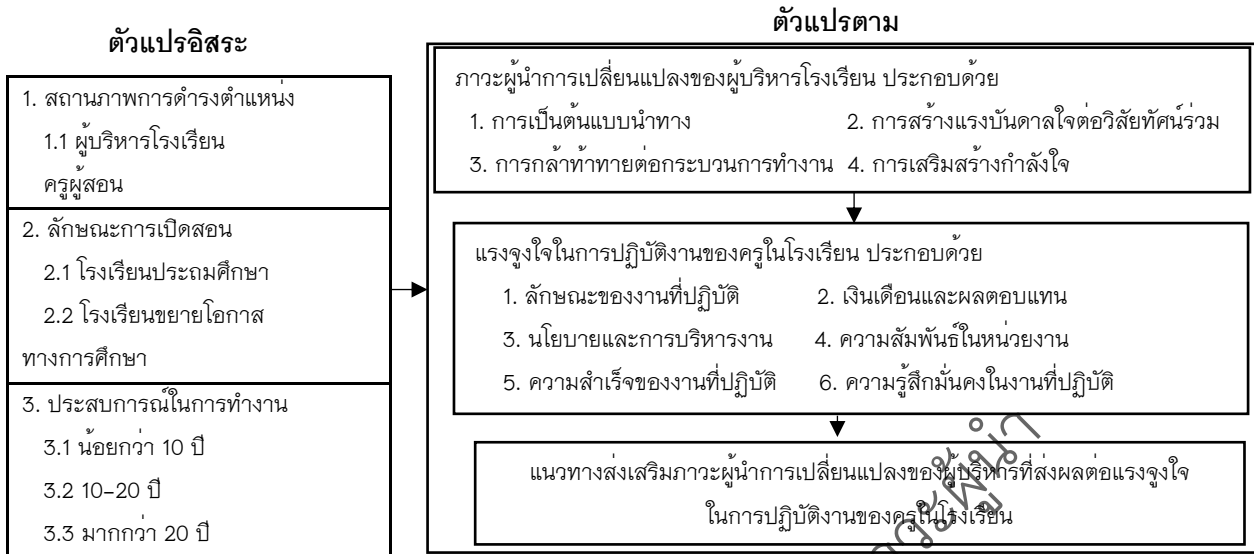 ตัวแปรอิสระ
1. สถานภาพการดำรงตำแหน่ง
1.1 ผู้บริหารโรงเรียน
ครูผู้สอน
2. ลักษณะการเปิดสอน
2.1 โรงเรียนประถมศึกษา
2.2 โรงเรียนขยายโอกาส
ทางการศึกษา
3. ประสบการณ์ในการทำงาน
3.1 น้อยกว่า 10 ปี
3.2 10–20 ปี
3.3 มากกว่า 20 ปี
ตัวแปรตาม
ภาวะผู้นำการเปลี่ยนแปลงของผู้บริหารโรงเรียน ประกอบด้วย
1. การเป็นต้นแบบนำทาง 2. การสร้างแรงบันดาลใจต่อวิสัยทัศน์ร่วม
3. การกล้าท้าทายต่อกระบวนการทำงาน 4. การเสริมสร้างกำลังใจ
แรงจูงใจในการปฏิบัติงานของครูในโรงเรียน ประกอบด้วย
1. ลักษณะของงานที่ปฏิบัติ 2. เงินเดือนและผลตอบแทน
3. นโยบายและการบริหารงาน 4. ความสัมพันธ์ในหน่วยงาน
5. ความสำเร็จของงานที่ปฏิบัติ 6. ความรู้สึกมั่นคงในงานที่ปฏิบัติ
แนวทางส่งเสริมภาวะผู้นำการเปลี่ยนแปลงของผู้บริหารที่ส่งผลต่อแรงจูงใจ
ในการปฏิบัติงานของครูในโรงเรียน